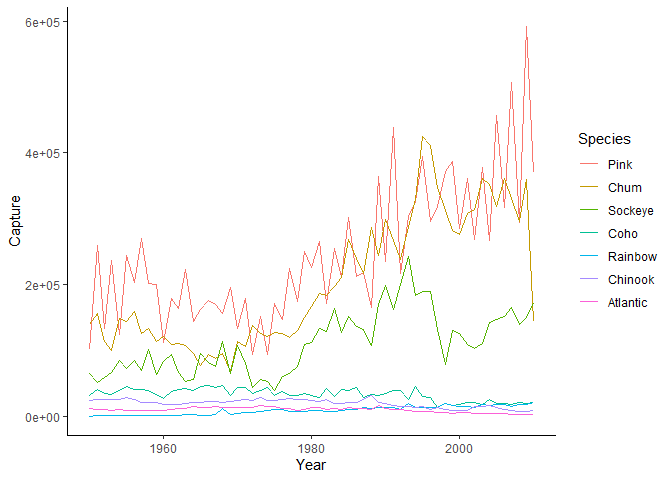 6e+05
4e+05
2e+05
0e+00
Capture
1960
1980
2000
Year
Species
Pink
Chum
Sockeye
Coho
Rainbow
Chinook
Atlantic